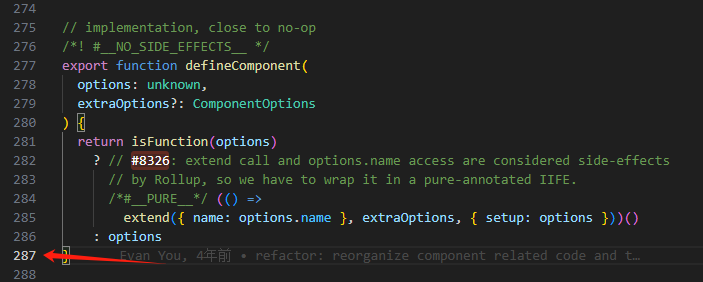 274
275 // implementation, close to no-op
276 /*! #__NO_SIDE_EFFECTS__ */
277 export function defineComponent(
278 options: unknown,
279 extraOptions?: ComponentOptions
280 ) {
281 return isFunction(options)
282 ? // #8326: extend call and options.name access are considered side-effects
283 // by Rollup, so we have to wrap it in a pure-annotated IIFE.
284 /*#__PURE__*/ (() =>
285 extend({ name: options.name }, extraOptions, { setup: options }))()
286 : options
287 } Evan You, 4年前 • refactor: reorganize component related code and t…
288